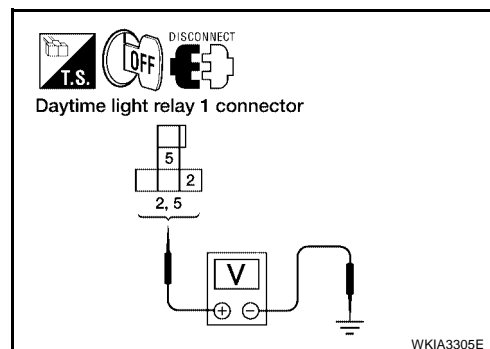 DISCONNECT
OFF
T.S.
Daytime light relay 1 connector
5
2
2, 5
V
+ −
WKIA3305E